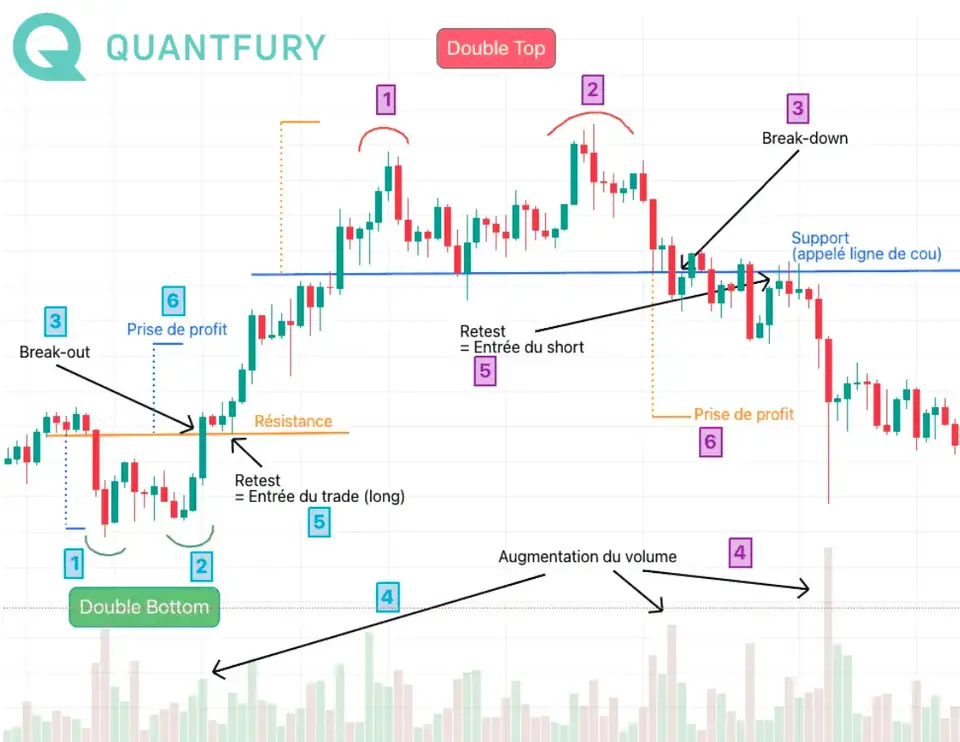 QUANTFURY
Double Top
1
2
3
Break-down
Support
(appelé ligne de cou)
6
3
Prise de profit
Break-out
Retest
= Entrée du short
5
Résistance
Prise de profit
6
Retest
= Entrée du trade (long)
5
1
2
Augmentation du volume
4
4
Double Bottom